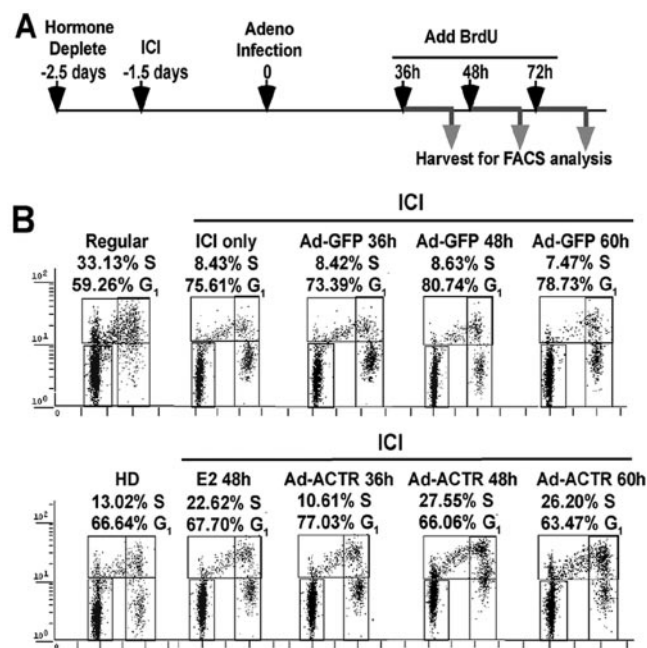 A
Hormone Deplete
-2.5 days
ICI
-1.5 days
Adeno Infection
0
Add BrdU
36h 48h 72h
Harvest for FACS analysis
B
ICI
Regular ICI only Ad-GFP 36h Ad-GFP 48h Ad-GFP 60h
33.13% S 8.43% S 8.42% S 8.63% S 7.47% S
59.26% G1 75.61% G1 73.39% G1 80.74% G1 78.73% G1
10²
10¹
10⁰
0
ICI
HD E2 48h Ad-ACTR 36h Ad-ACTR 48h Ad-ACTR 60h
13.02% S 22.62% S 10.61% S 27.55% S 26.20% S
66.64% G1 67.70% G1 77.03% G1 66.06% G1 63.47% G1
10²
10¹
10⁰
0